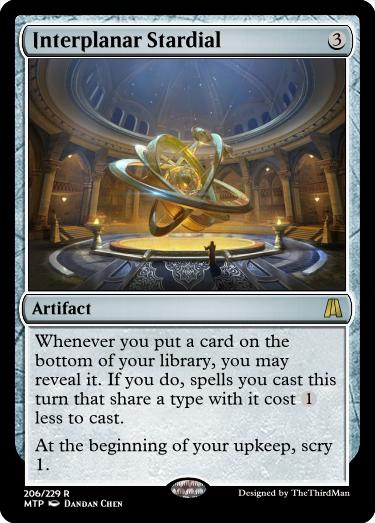 Interplanar Stardial 3
Artifact
Whenever you put a card on the
bottom of your library, you may
reveal it. If you do, spells you cast this
turn that share a type with it cost 1
less to cast.
At the beginning of your upkeep, scry
1.
206/229 R
MTP Dandan Chen
Designed by TheThirdMan